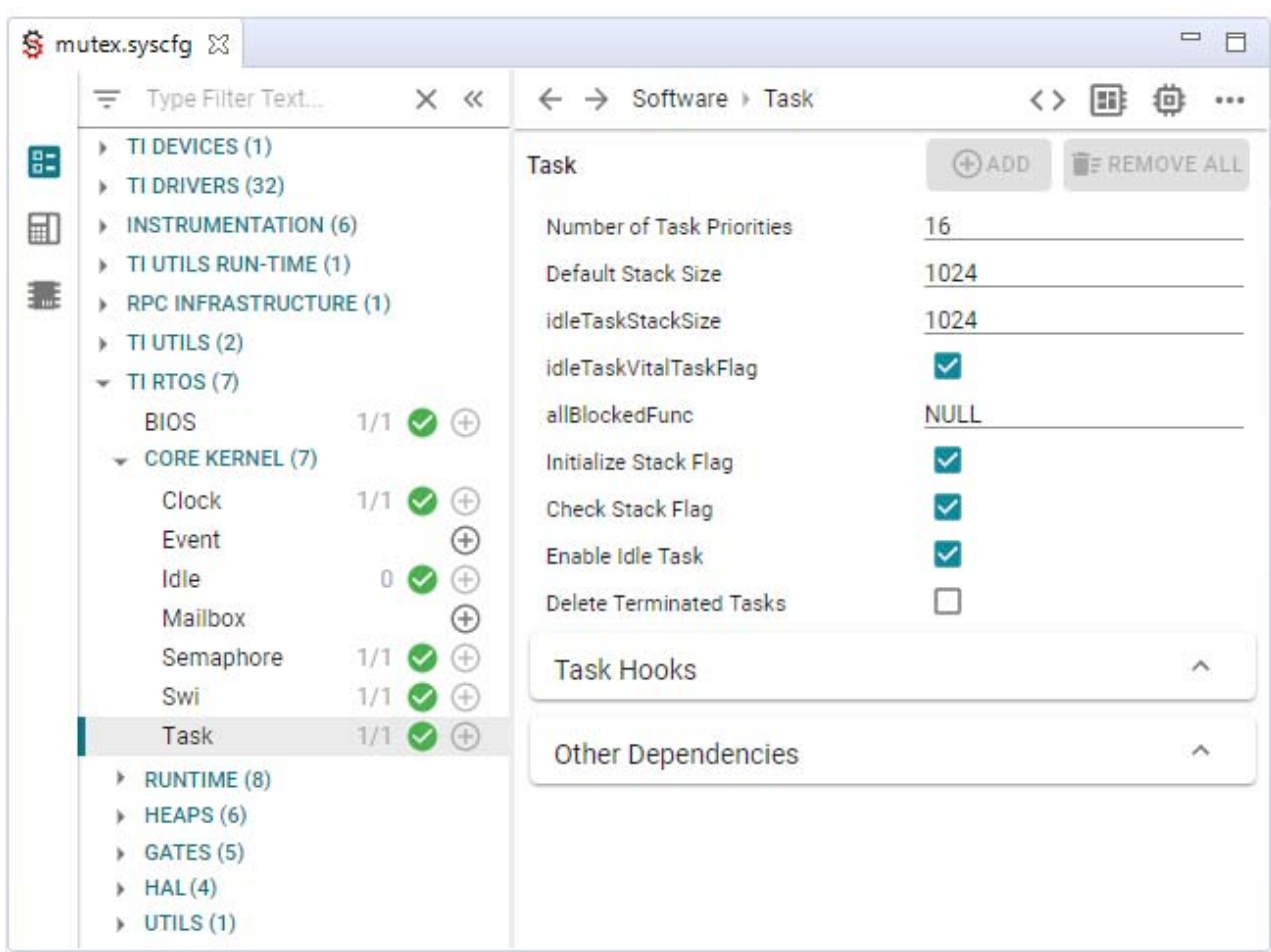 mutex.syscfg
Type Filter Text...
TI DEVICES (1)
TI DRIVERS (32)
INSTRUMENTATION (6)
TI UTILS RUN-TIME (1)
RPC INFRASTRUCTURE (1)
TI UTILS (2)
TI RTOS (7)
BIOS 1/1
CORE KERNEL (7)
Clock 1/1
Event
Idle 0
Mailbox
Semaphore 1/1
Swi 1/1
Task 1/1
RUNTIME (8)
HEAPS (6)
GATES (5)
HAL (4)
UTILS (1)
Software Task
Task ADD REMOVE ALL
Number of Task Priorities 16
Default Stack Size 1024
idleTaskStackSize 1024
idleTaskVitalTaskFlag
allBlockedFunc NULL
Initialize Stack Flag
Check Stack Flag
Enable Idle Task
Delete Terminated Tasks
Task Hooks
Other Dependencies